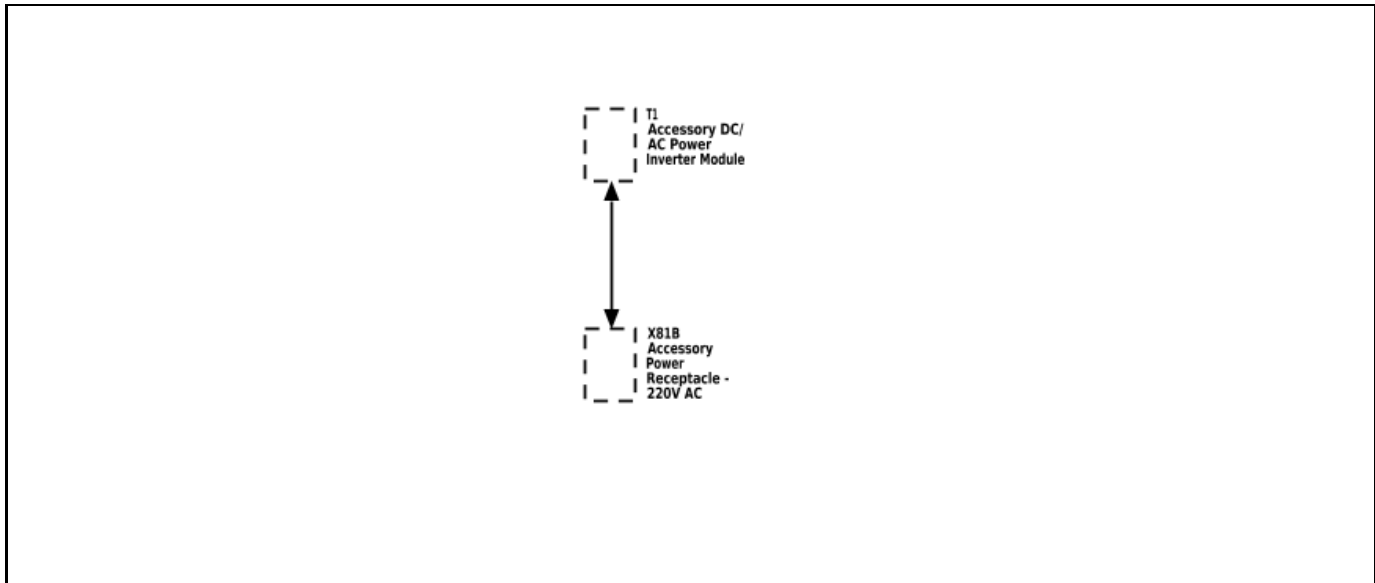 T1
Accessory DC/
AC Power
Inverter Module
X81B
Accessory
Power
Receptacle -
220V AC